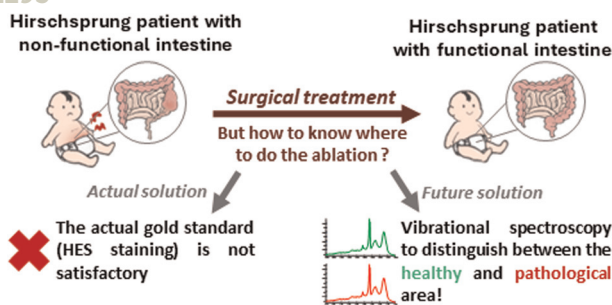 Hirschsprung patient with
non-functional intestine
Hirschsprung patient
with functional intestine
Surgical treatment
But how to know where
to do the ablation ?
Actual solution
Future solution
The actual gold standard
(HES staining) is not
satisfactory
Vibrational spectroscopy
to distinguish between the
healthy and pathological
area!